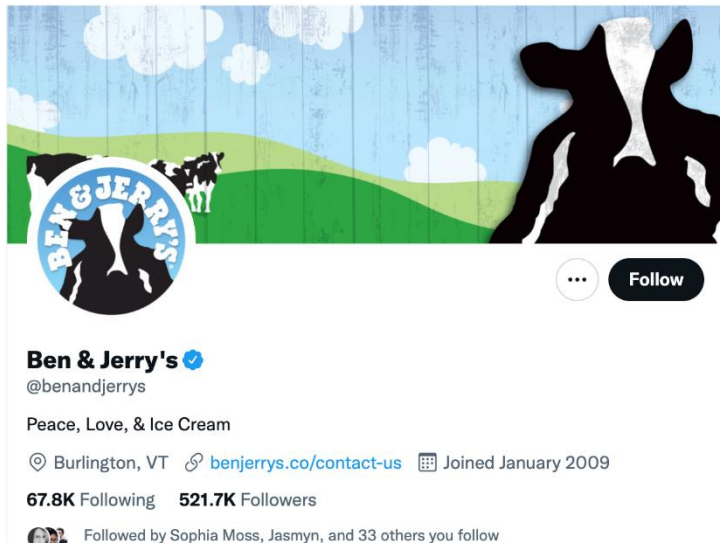 BEN & JERRY'S
Follow
Ben & Jerry's
@benandjerrys
Peace, Love, & Ice Cream
Burlington, VT benjerrys.co/contact-us Joined January 2009
67.8K Following 521.7K Followers
Followed by Sophia Moss, Jasmyn, and 33 others you follow